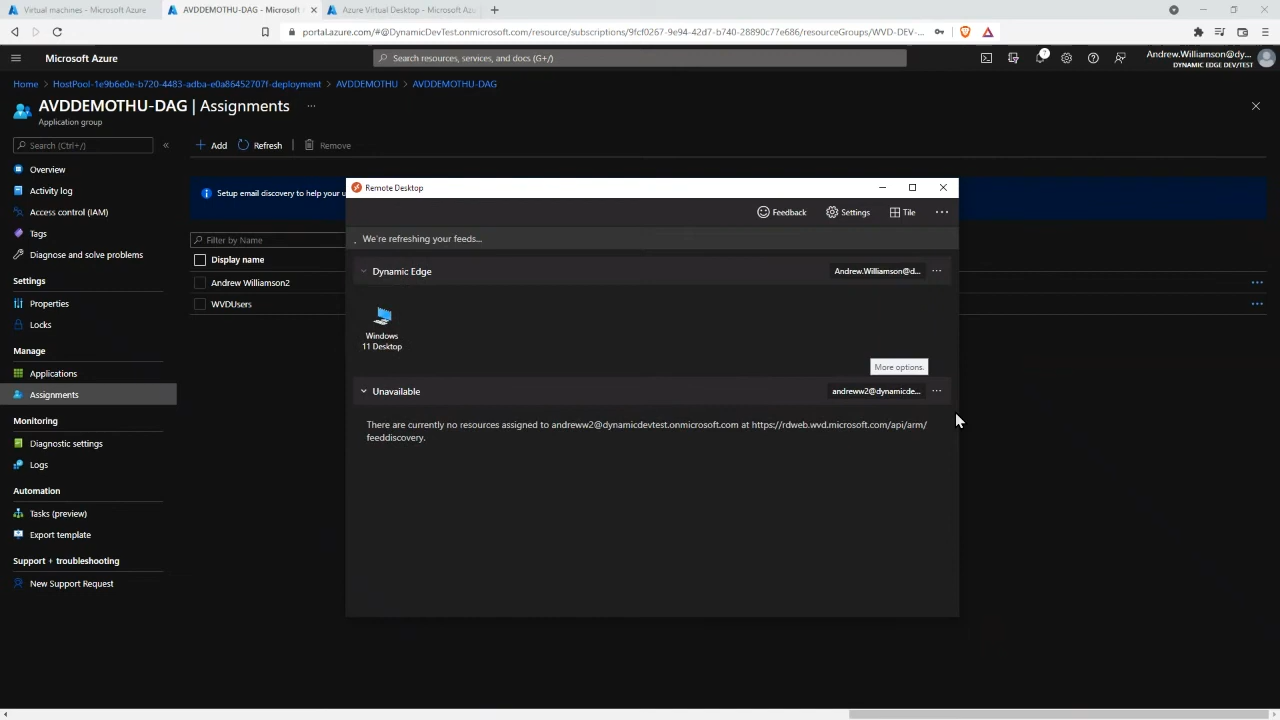 Virtual machines - Microsoft Azure
AVDDEMOTHU-DAG - Microsoft
Azure Virtual Desktop - Microsoft Az
portal.azure.com/#@DynamicDevTest.onmicrosoft.com/resource/subscriptions/9fcf0267-9e94-42d7-b740-28890c77e686/resourceGroups/WVD-DEV-...
Microsoft Azure
Search resources, services, and docs (G+/)
Andrew.Williamson@dy...
DYNAMIC EDGE DEV/TEST
Home > HostPool-1e9b6e0e-b720-4483-adba-e0a86452707f-deployment > AVDDEMOTHU > AVDDEMOTHU-DAG
AVDDEMOTHU-DAG | Assignments ...
Application group
Search (Ctrl+/)
Add
Refresh
Remove
Overview
Activity log
Access control (IAM)
Tags
Diagnose and solve problems
Settings
Properties
Locks
Manage
Applications
Assignments
Monitoring
Diagnostic settings
Logs
Automation
Tasks (preview)
Export template
Support + troubleshooting
New Support Request
Setup email discovery to help your u
Filter by Name
Display name
Andrew Williamson2
WVDUsers
Remote Desktop
Feedback
Settings
Tile
We're refreshing your feeds...
Dynamic Edge
Andrew.Williamson@d...
Windows
11 Desktop
More options.
Unavailable
andreww2@dynamicde...
There are currently no resources assigned to andreww2@dynamicdevtest.onmicrosoft.com at https://rdweb.wvd.microsoft.com/api/arm/
feeddiscovery.